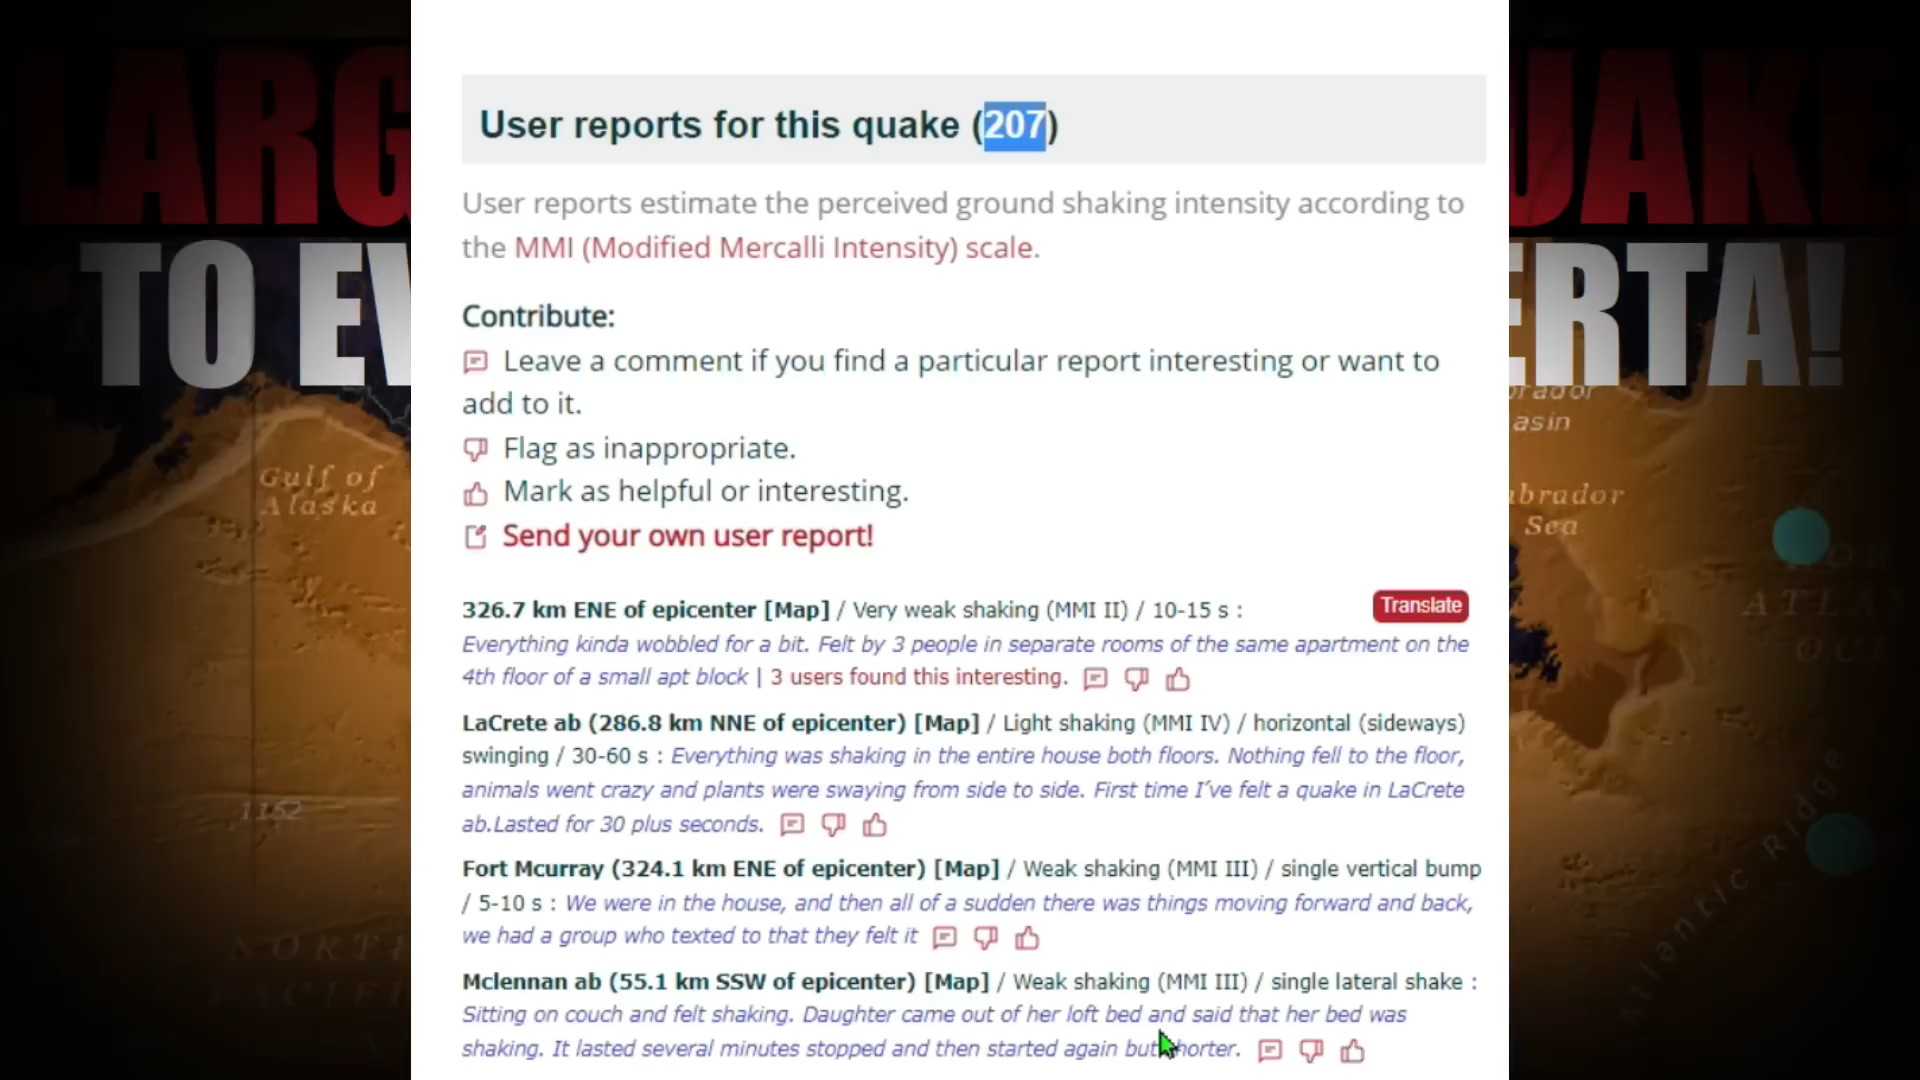 LARG
UAKE
TO EV
ERTA!
Gulf of
Alaska
1152
NORTH
PACIFI
User reports for this quake (207)
User reports estimate the perceived ground shaking intensity according to
the MMI (Modified Mercalli Intensity) scale.
Contribute:
Leave a comment if you find a particular report interesting or want to
add to it.
Flag as inappropriate.
Mark as helpful or interesting.
Send your own user report!
326.7 km ENE of epicenter [Map] / Very weak shaking (MMI II) / 10-15 s :
Translate
Everything kinda wobbled for a bit. Felt by 3 people in separate rooms of the same apartment on the
4th floor of a small apt block | 3 users found this interesting.
LaCrete ab (286.8 km NNE of epicenter) [Map] / Light shaking (MMI IV) / horizontal (sideways)
swinging / 30-60 s : Everything was shaking in the entire house both floors. Nothing fell to the floor,
animals went crazy and plants were swaying from side to side. First time I've felt a quake in LaCrete
ab.Lasted for 30 plus seconds.
Fort Mcurray (324.1 km ENE of epicenter) [Map] / Weak shaking (MMI III) / single vertical bump
/ 5-10 s : We were in the house, and then all of a sudden there was things moving forward and back,
we had a group who texted to that they felt it
Mclennan ab (55.1 km SSW of epicenter) [Map] / Weak shaking (MMI III) / single lateral shake :
Sitting on couch and felt shaking. Daughter came out of her loft bed and said that her bed was
shaking. It lasted several minutes stopped and then started again but shorter.
brador
asin
abrador
Sea
Atlantic Ridge